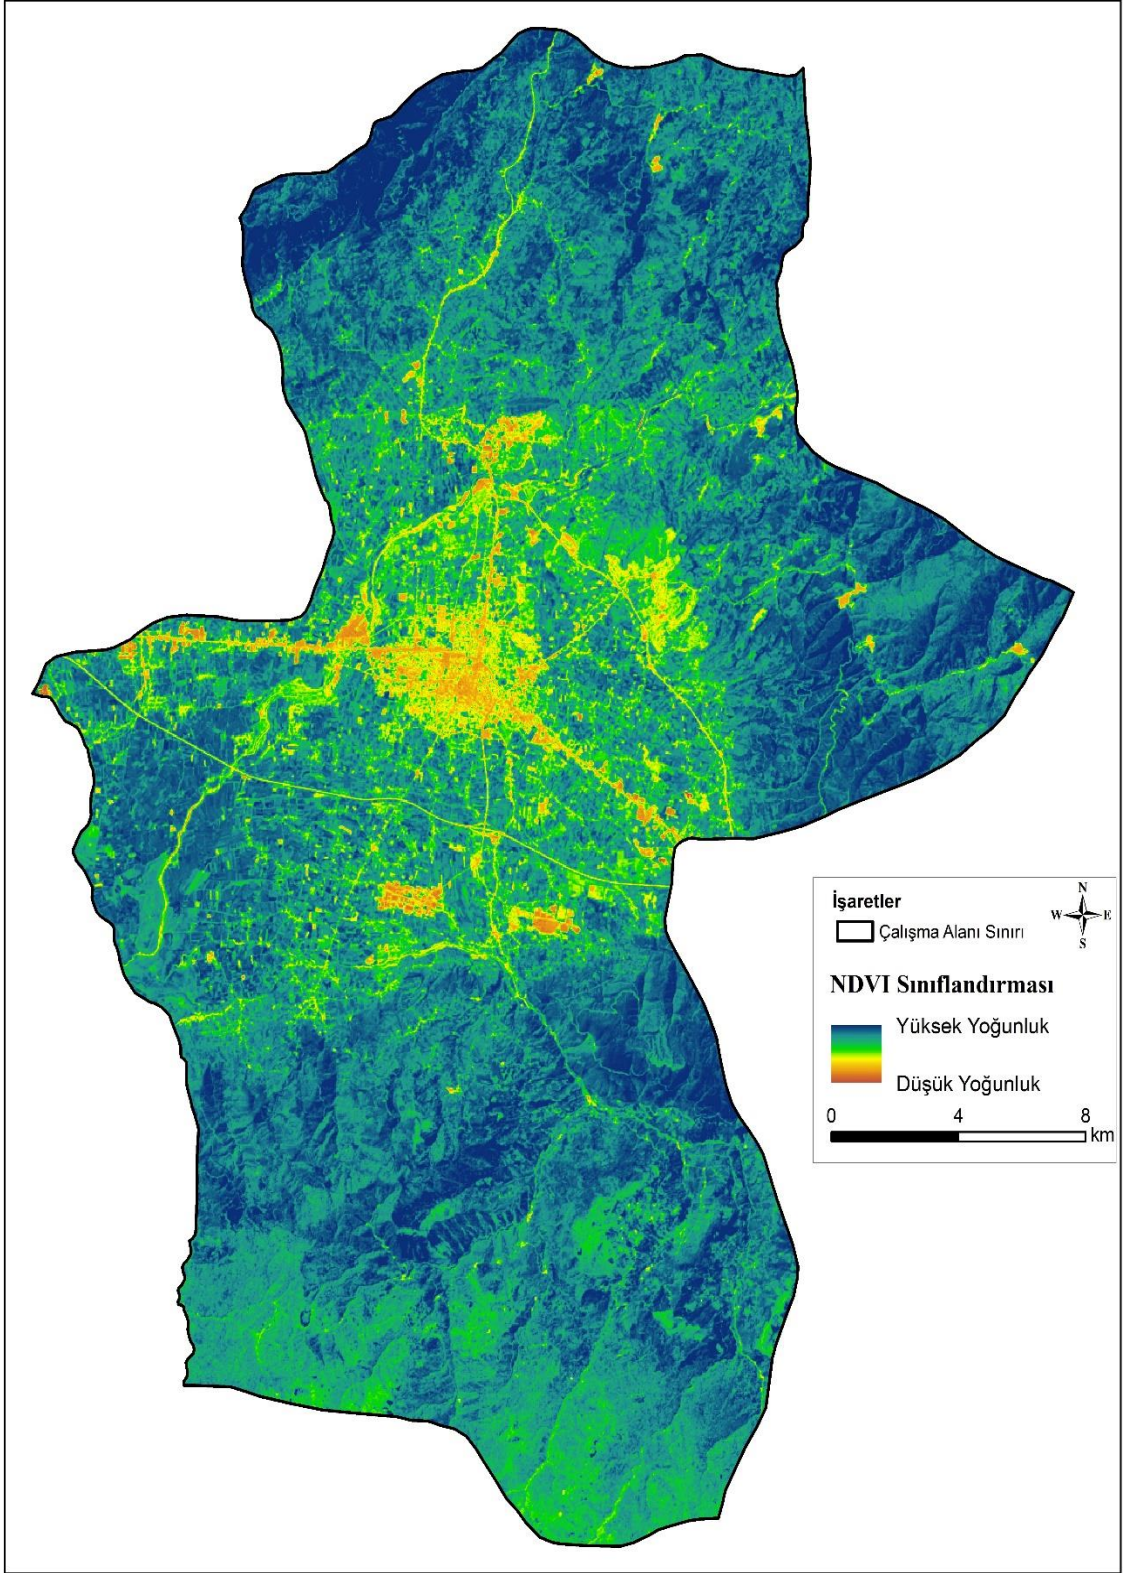 İşaretler
Çalışma Alanı Sınırı
N
W E
S
NDVI Sınıflandırması
Yüksek Yoğunluk
Düşük Yoğunluk
0 4 8
km